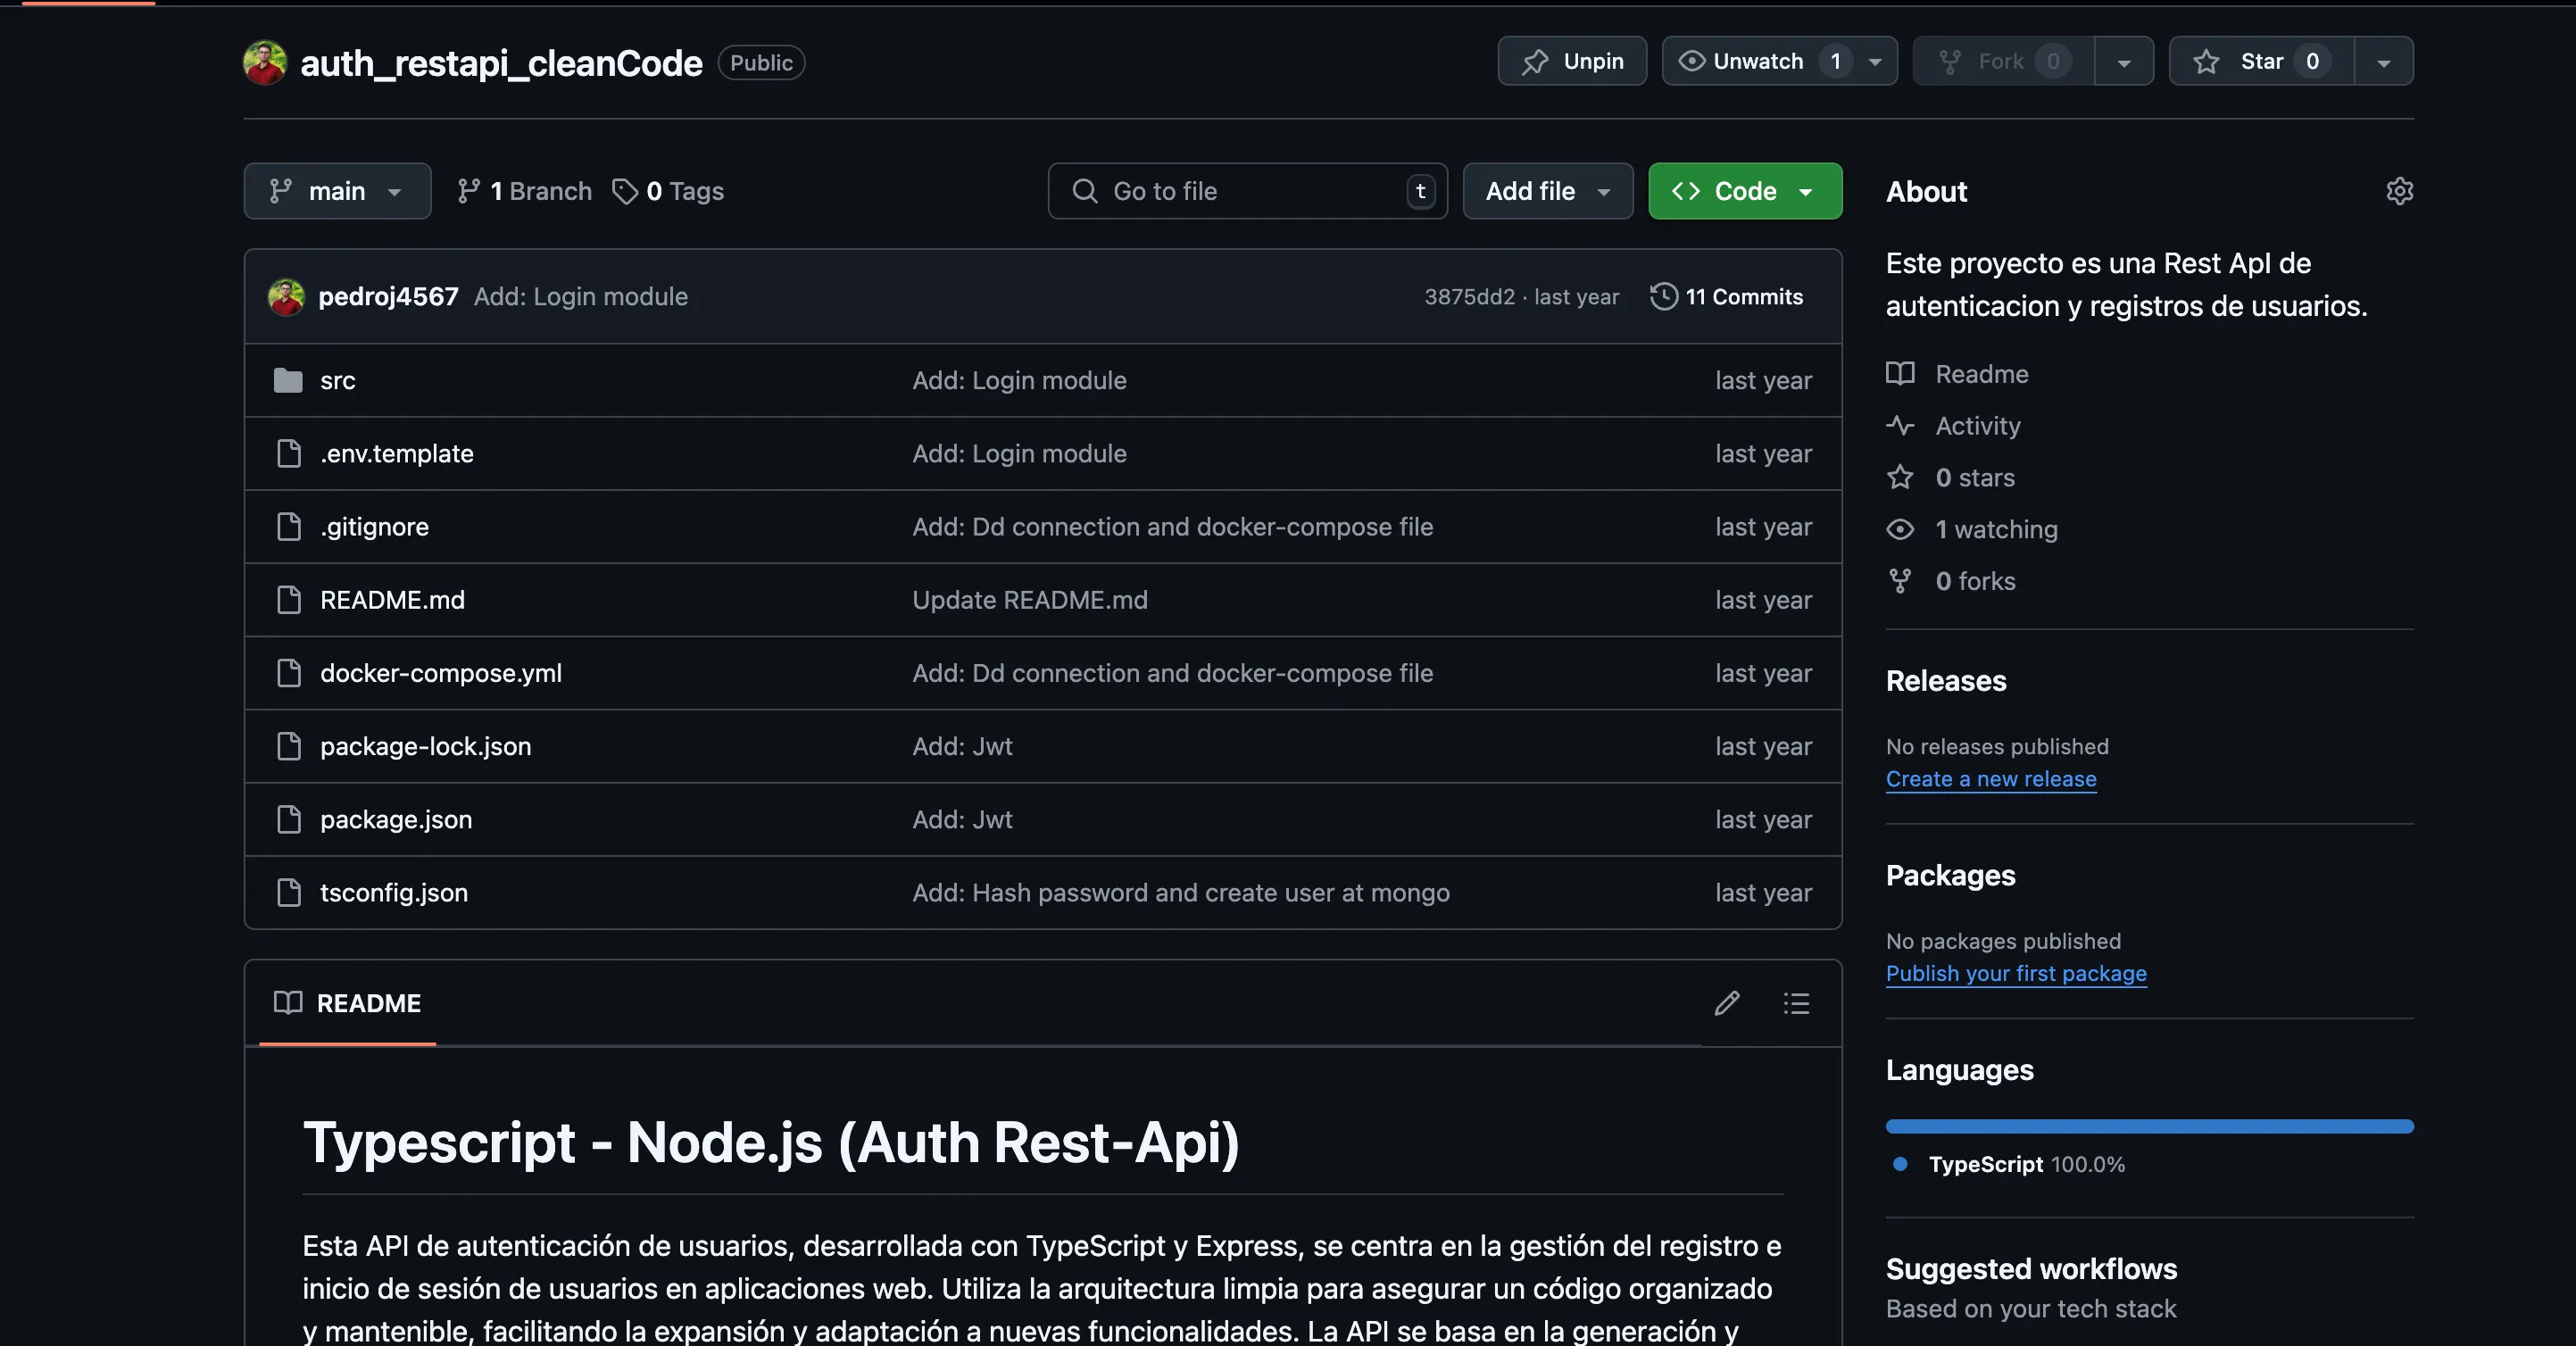 auth_restapi_cleanCode Public
Unpin
Unwatch 1
Fork 0
Star 0
main
1 Branch
0 Tags
Go to file t
Add file
Code
pedroj4567 Add: Login module 3875dd2 · last year 11 Commits
src Add: Login module last year
.env.template Add: Login module last year
.gitignore Add: Dd connection and docker-compose file last year
README.md Update README.md last year
docker-compose.yml Add: Dd connection and docker-compose file last year
package-lock.json Add: Jwt last year
package.json Add: Jwt last year
tsconfig.json Add: Hash password and create user at mongo last year
README
Typescript - Node.js (Auth Rest-Api)
Esta API de autenticación de usuarios, desarrollada con TypeScript y Express, se centra en la gestión del registro e
inicio de sesión de usuarios en aplicaciones web. Utiliza la arquitectura limpia para asegurar un código organizado
y mantenible, facilitando la expansión y adaptación a nuevas funcionalidades. La API se basa en la generación y
About
Este proyecto es una Rest ApI de
autenticacion y registros de usuarios.
Readme
Activity
0 stars
1 watching
0 forks
Releases
No releases published
Create a new release
Packages
No packages published
Publish your first package
Languages
TypeScript 100.0%
Suggested workflows
Based on your tech stack